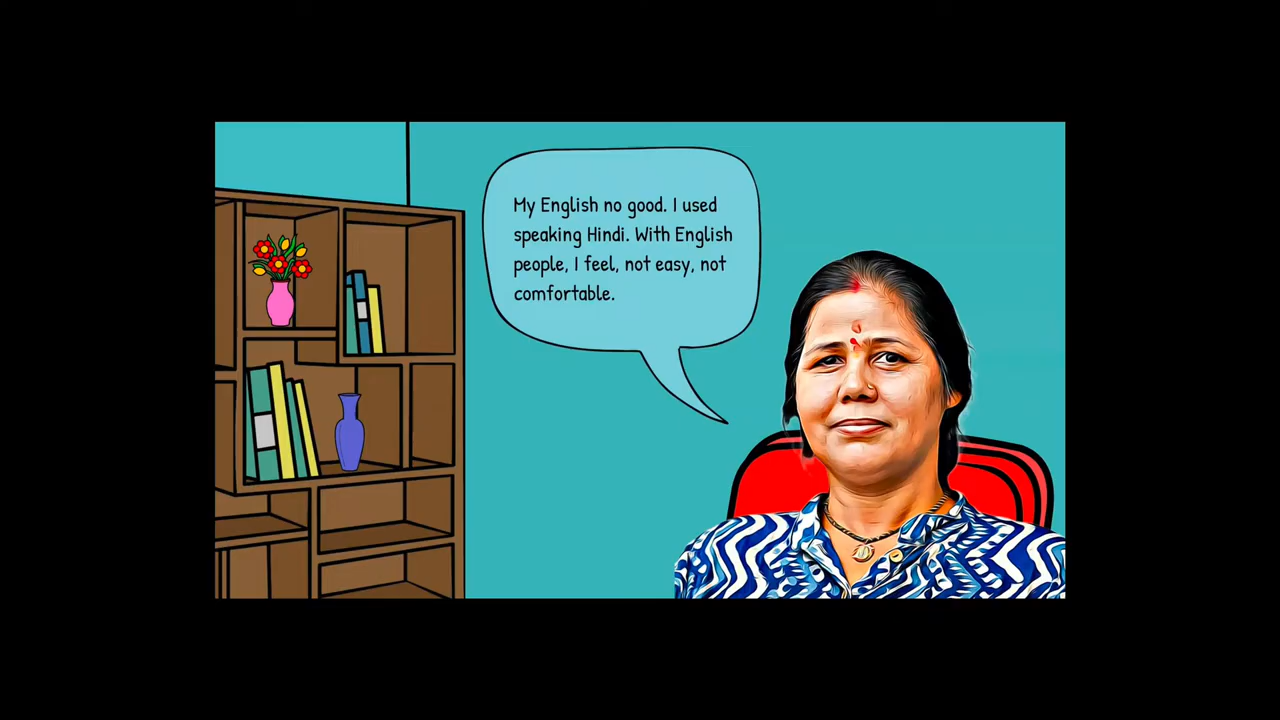 My English no good. I used
speaking Hindi. With English
people, I feel, not easy, not
comfortable.